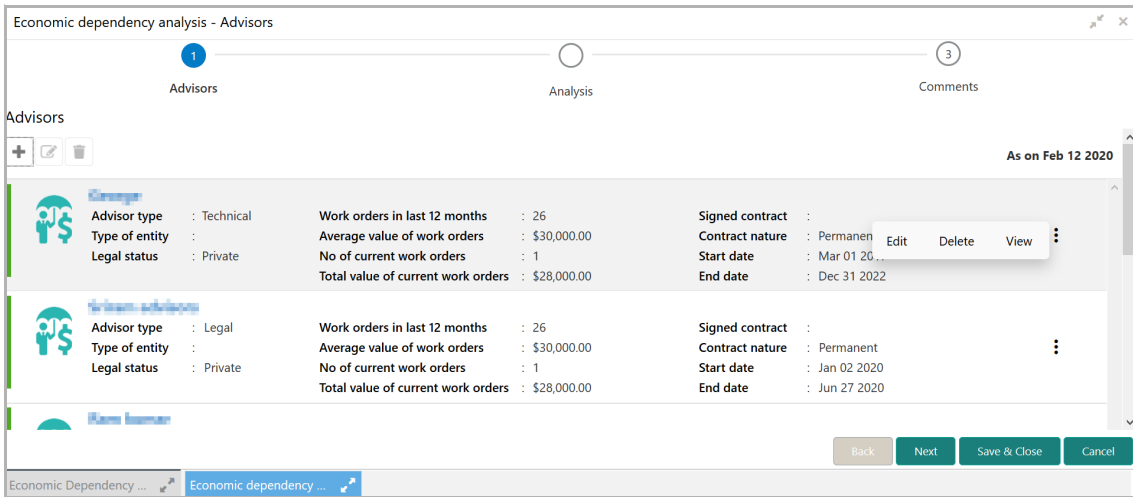 Economic dependency analysis - Advisors
1
3
Advisors
Analysis
Comments
Advisors
As on Feb 12 2020
Advisor type : Technical Work orders in last 12 months : 26 Signed contract :
Type of entity : Average value of work orders : $30,000.00 Contract nature : Permanen Edit Delete View
Legal status : Private No of current work orders : 1 Start date : Mar 01 201
Total value of current work orders : $28,000.00 End date : Dec 31 2022
Advisor type : Legal Work orders in last 12 months : 26 Signed contract :
Type of entity : Average value of work orders : $30,000.00 Contract nature : Permanent
Legal status : Private No of current work orders : 1 Start date : Jan 02 2020
Total value of current work orders : $28,000.00 End date : Jun 27 2020
Back Next Save & Close Cancel
Economic Dependency ... Economic dependency ...